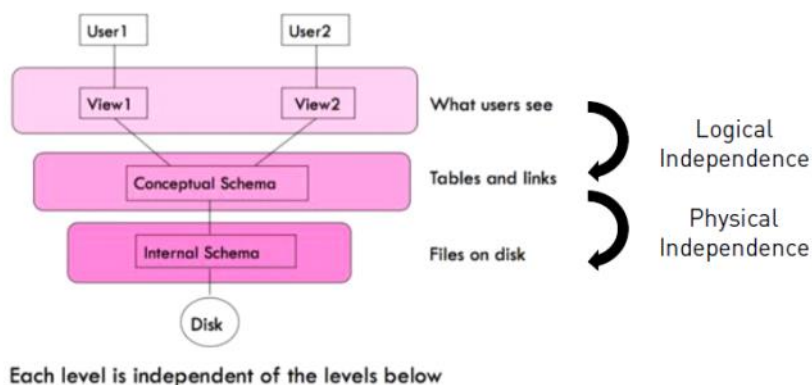 User1
User2
View1
View2
What users see
Logical
Independence
Conceptual Schema
Tables and links
Physical
Independence
Internal Schema
Files on disk
Disk
Each level is independent of the levels below